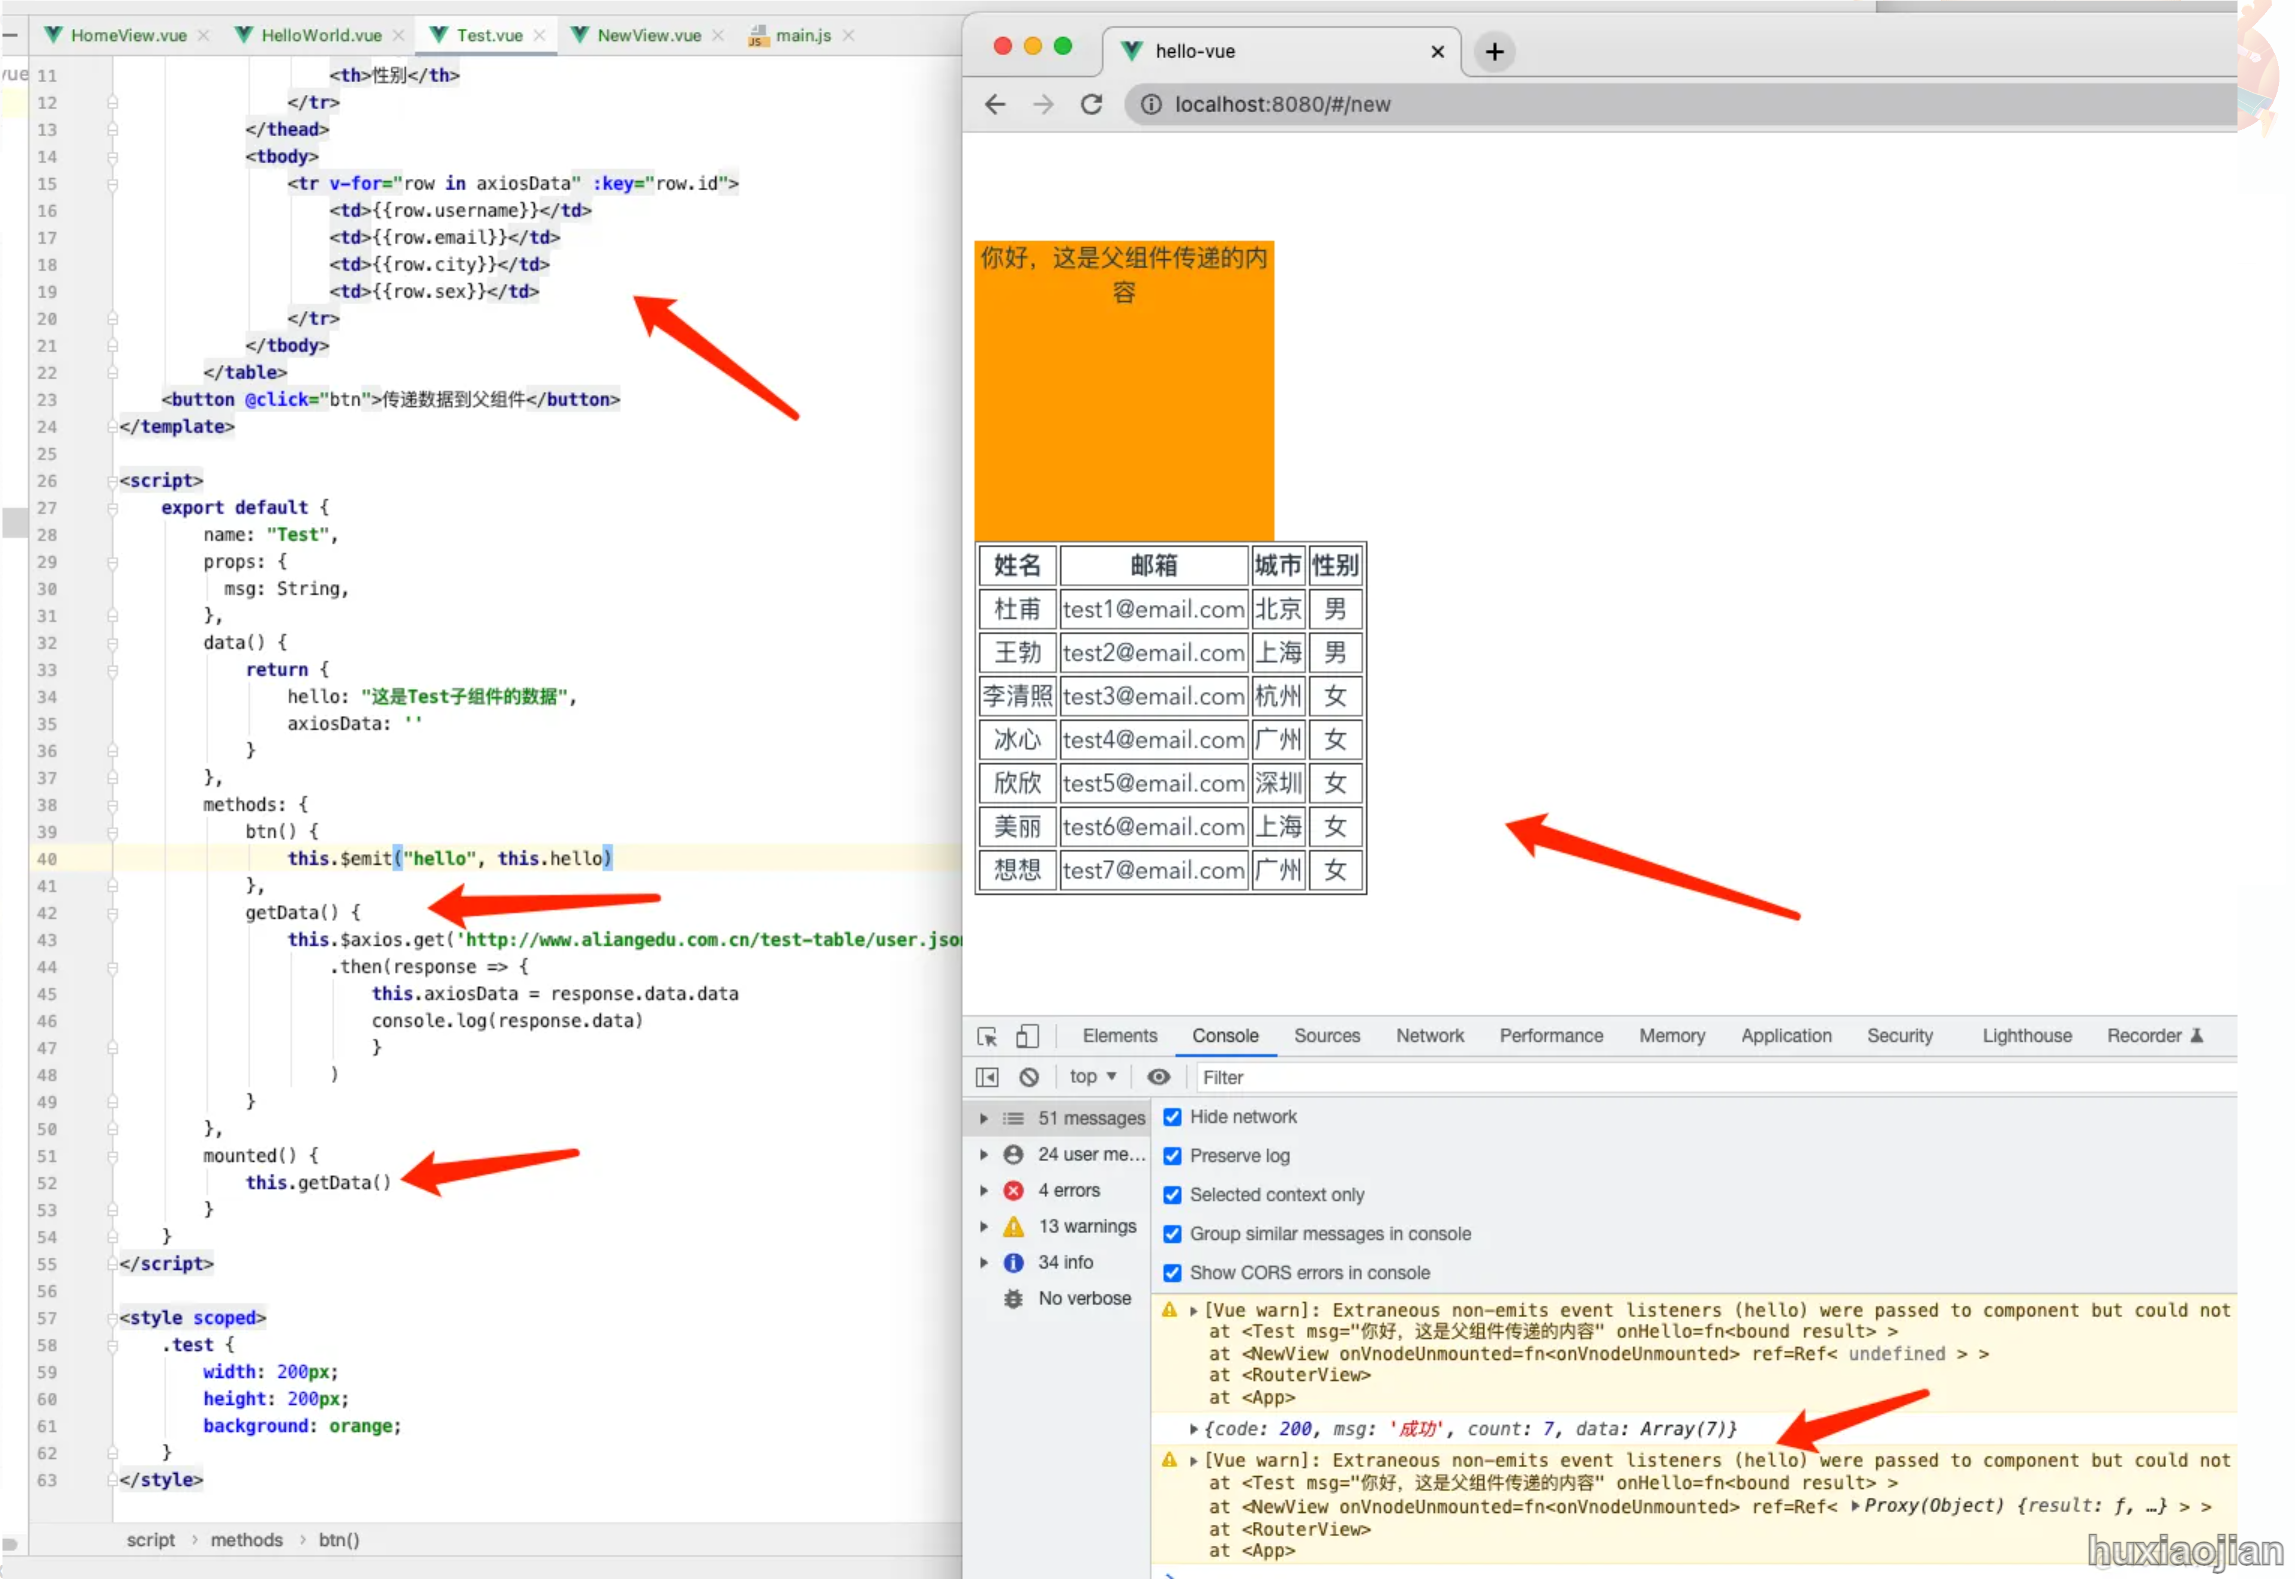 HomeView.vue
HelloWorld.vue
Test.vue
NewView.vue
main.js
11 <th>性别</th>
12 </tr>
13 </thead>
14 <tbody>
15 <tr v-for="row in axiosData" :key="row.id">
16 <td>{{row.username}}</td>
17 <td>{{row.email}}</td>
18 <td>{{row.city}}</td>
19 <td>{{row.sex}}</td>
20 </tr>
21 </tbody>
22 </table>
23 <button @click="btn">传递数据到父组件</button>
24 </template>
25
26 <script>
27 export default {
28 name: "Test",
29 props: {
30 msg: String,
31 },
32 data() {
33 return {
34 hello: "这是Test子组件的数据",
35 axiosData: ''
36 }
37 },
38 methods: {
39 btn() {
40 this.$emit("hello", this.hello)
41 },
42 getData() {
43 this.$axios.get('http://www.aliangedu.com.cn/test-table/user.json
44 .then(response => {
45 this.axiosData = response.data.data
46 console.log(response.data)
47 }
48 )
49 }
50 },
51 mounted() {
52 this.getData()
53 }
54 }
55 </script>
56
57 <style scoped>
58 .test {
59 width: 200px;
60 height: 200px;
61 background: orange;
62 }
63 </style>
script › methods › btn()
hello-vue
localhost:8080/#/new
你好，这是父组件传递的内
容
姓名 邮箱 城市 性别
杜甫 test1@email.com 北京 男
王勃 test2@email.com 上海 男
李清照 test3@email.com 杭州 女
冰心 test4@email.com 广州 女
欣欣 test5@email.com 深圳 女
美丽 test6@email.com 上海 女
想想 test7@email.com 广州 女
Elements Console Sources Network Performance Memory Application Security Lighthouse Recorder
top Filter
51 messages
24 user me…
4 errors
13 warnings
34 info
No verbose
Hide network
Preserve log
Selected context only
Group similar messages in console
Show CORS errors in console
[Vue warn]: Extraneous non-emits event listeners (hello) were passed to component but could not
at <Test msg="你好，这是父组件传递的内容" onHello=fn<bound result> >
at <NewView onVnodeUnmounted=fn<onVnodeUnmounted> ref=Ref< undefined > >
at <RouterView>
at <App>
{code: 200, msg: '成功', count: 7, data: Array(7)}
[Vue warn]: Extraneous non-emits event listeners (hello) were passed to component but could not
at <Test msg="你好，这是父组件传递的内容" onHello=fn<bound result> >
at <NewView onVnodeUnmounted=fn<onVnodeUnmounted> ref=Ref< Proxy(Object) {result: ƒ, …} > >
at <RouterView>
at <App>
huxiaojian